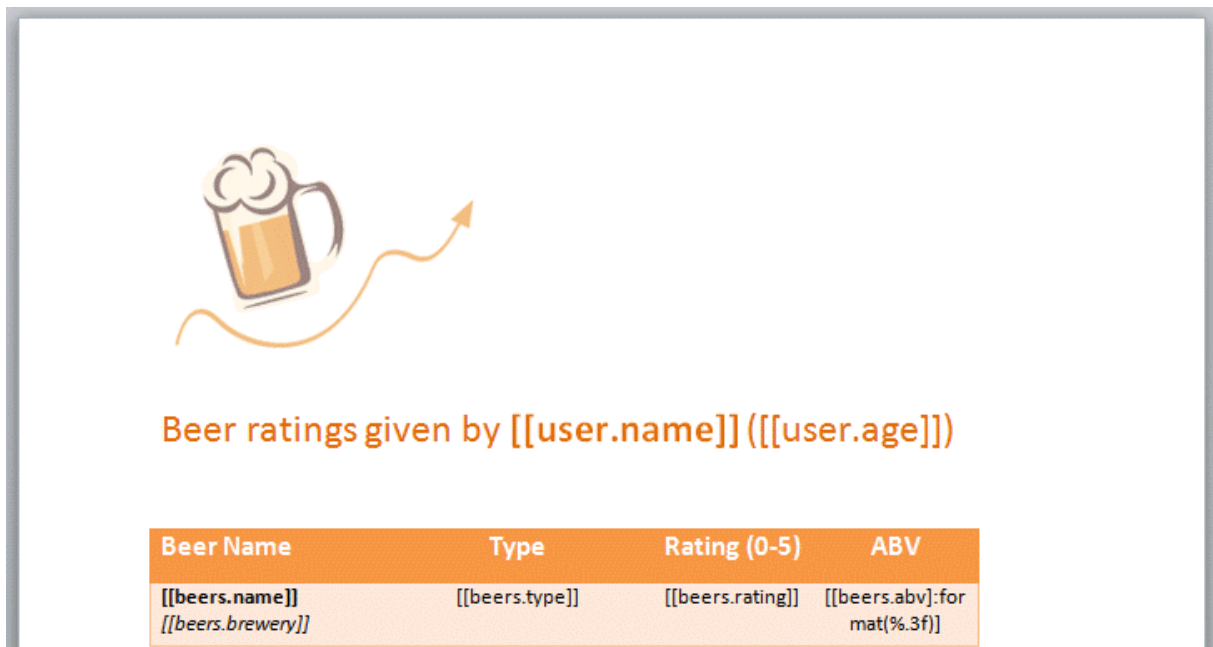 Beer ratings given by [[user.name]] ([[user.age]])
Beer Name Type Rating (0-5) ABV
[[beers.name]] [[beers.type]] [[beers.rating]] [[beers.abv]:for
[[beers.brewery]] mat(%.3f)]